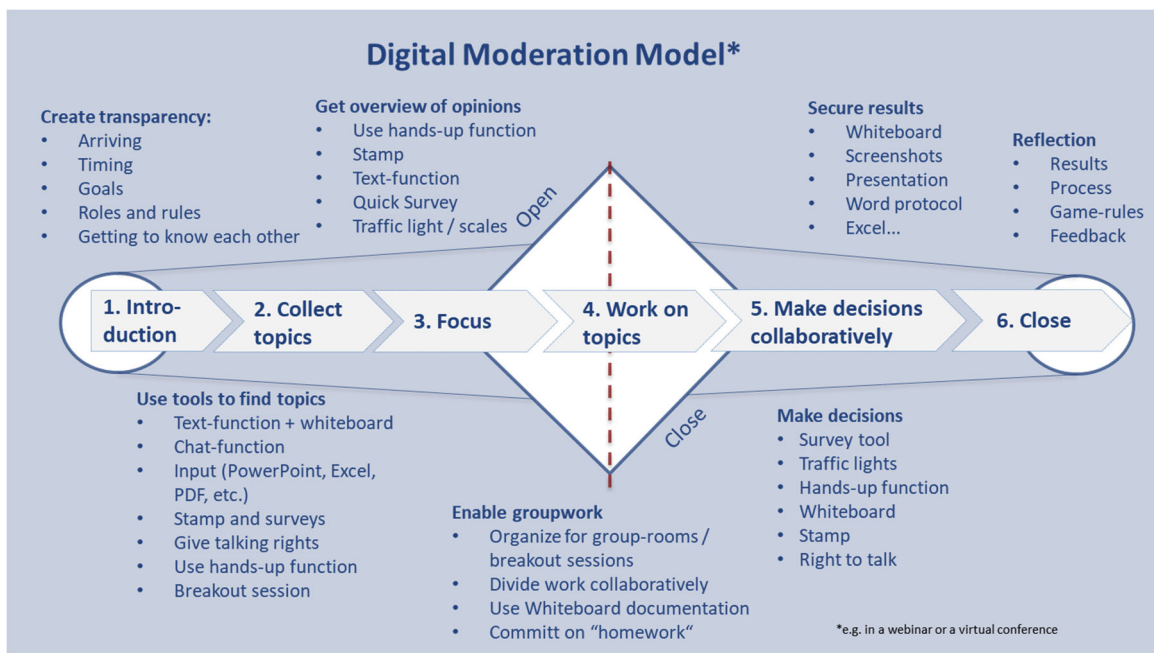 Digital Moderation Model*
Create transparency:
• Arriving
• Timing
• Goals
• Roles and rules
• Getting to know each other
Get overview of opinions
• Use hands-up function
• Stamp
• Text-function
• Quick Survey
• Traffic light / scales
Secure results
• Whiteboard
• Screenshots
• Presentation
• Word protocol
• Excel...
Reflection
• Results
• Process
• Game-rules
• Feedback
Open
1. Intro-
duction
2. Collect
topics
3. Focus
4. Work on
topics
5. Make decisions
collaboratively
6. Close
Close
Use tools to find topics
• Text-function + whiteboard
• Chat-function
• Input (PowerPoint, Excel,
PDF, etc.)
• Stamp and surveys
• Give talking rights
• Use hands-up function
• Breakout session
Enable groupwork
• Organize for group-rooms /
breakout sessions
• Divide work collaboratively
• Use Whiteboard documentation
• Committ on “homework“
Make decisions
• Survey tool
• Traffic lights
• Hands-up function
• Whiteboard
• Stamp
• Right to talk
*e.g. in a webinar or a virtual conference